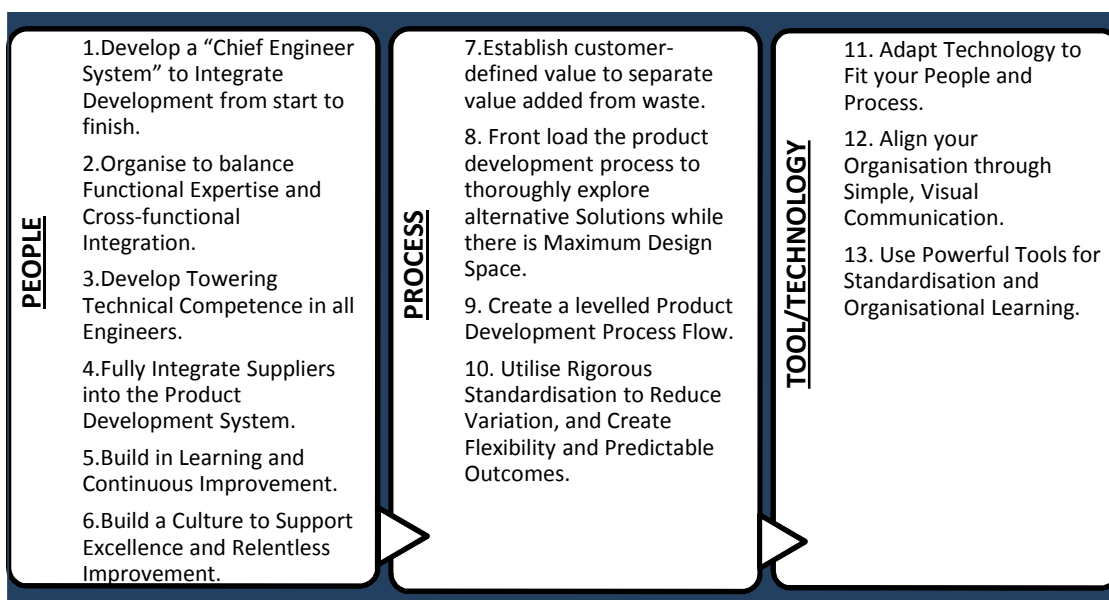 PEOPLE
1.Develop a “Chief Engineer
System” to Integrate
Development from start to
finish.
2.Organise to balance
Functional Expertise and
Cross-functional
Integration.
3.Develop Towering
Technical Competence in all
Engineers.
4.Fully Integrate Suppliers
into the Product
Development System.
5.Build in Learning and
Continuous Improvement.
6.Build a Culture to Support
Excellence and Relentless
Improvement.
PROCESS
7.Establish customer-
defined value to separate
value added from waste.
8. Front load the product
development process to
thoroughly explore
alternative Solutions while
there is Maximum Design
Space.
9. Create a levelled Product
Development Process Flow.
10. Utilise Rigorous
Standardisation to Reduce
Variation, and Create
Flexibility and Predictable
Outcomes.
TOOL/TECHNOLOGY
11. Adapt Technology to
Fit your People and
Process.
12. Align your
Organisation through
Simple, Visual
Communication.
13. Use Powerful Tools for
Standardisation and
Organisational Learning.